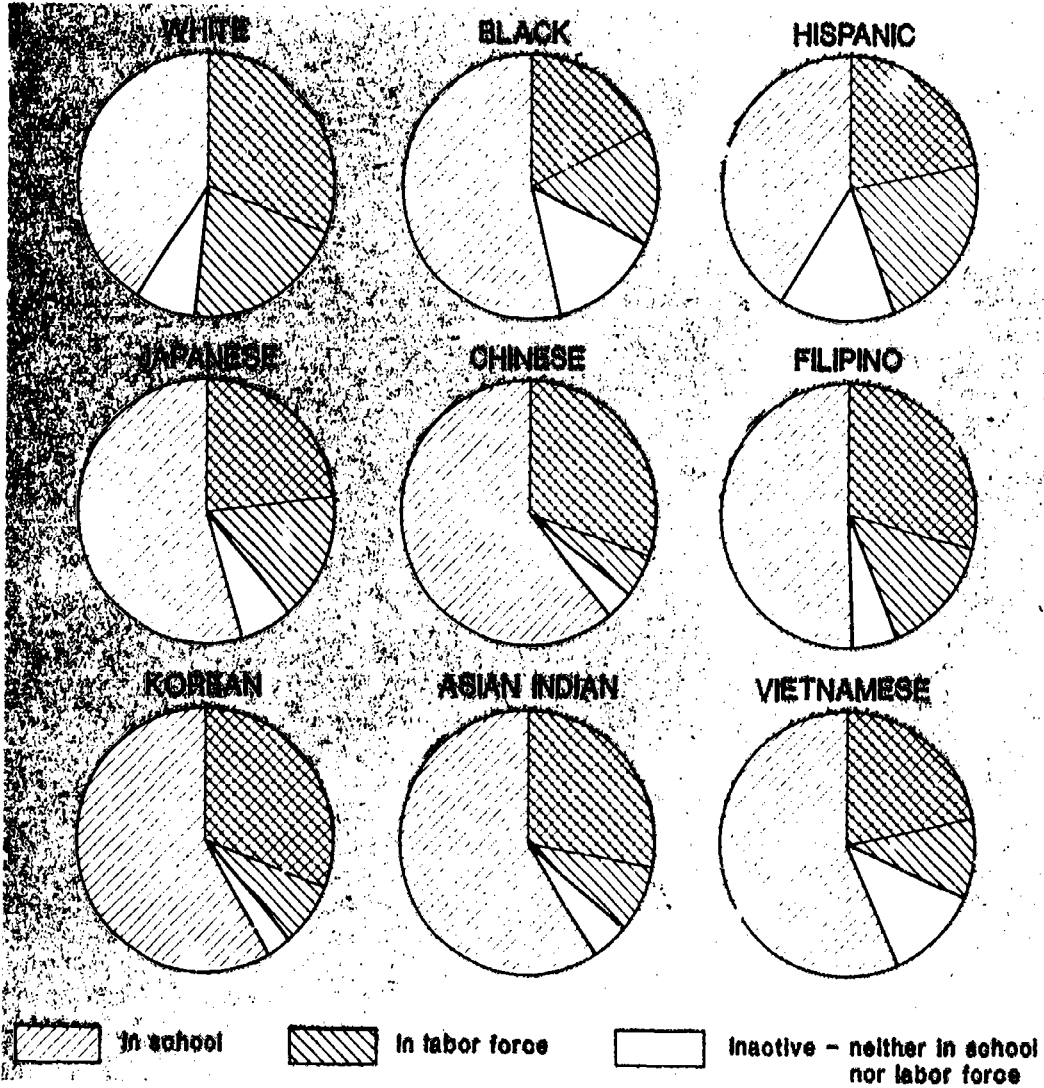 WHITE
BLACK
HISPANIC
JAPANESE
CHINESE
FILIPINO
KOREAN
ASIAN INDIAN
VIETNAMESE
In school
In labor force
Inactive - neither in school
nor labor force